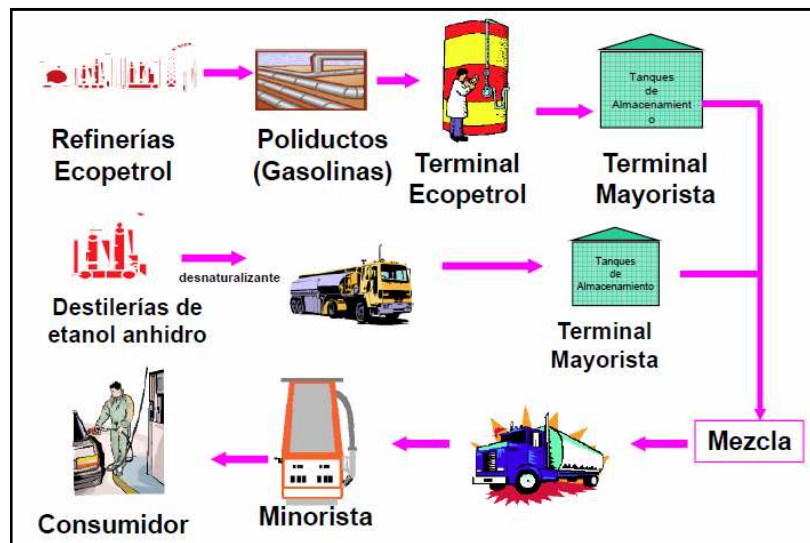 Tanques
de
Almacenamient
o
Refinerías
Ecopetrol
Poliductos
(Gasolinas)
Terminal
Ecopetrol
Terminal
Mayorista
desnaturalizante
Tanques
de
Almacenamiento
Destilerías de
etanol anhidro
Terminal
Mayorista
Mezcla
Consumidor
Minorista